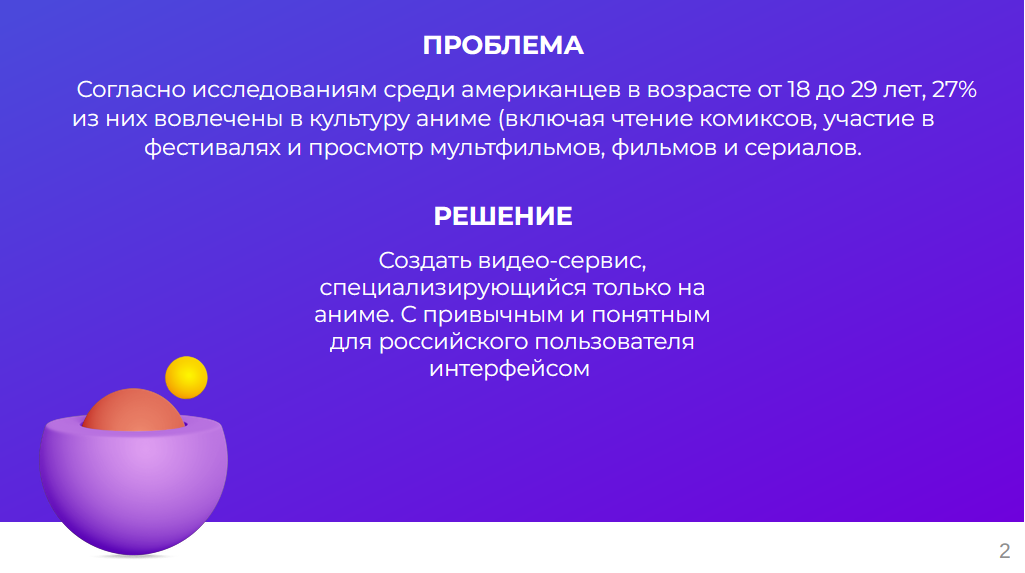 ПРОБЛЕМА
Согласно исследованиям среди американцев в возрасте от 18 до 29 лет, 27%
из них вовлечены в культуру аниме (включая чтение комиксов, участие в
фестивалях и просмотр мультфильмов, фильмов и сериалов.
РЕШЕНИЕ
Создать видео-сервис,
специализирующийся только на
аниме. С привычным и понятным
для российского пользователя
интерфейсом
2